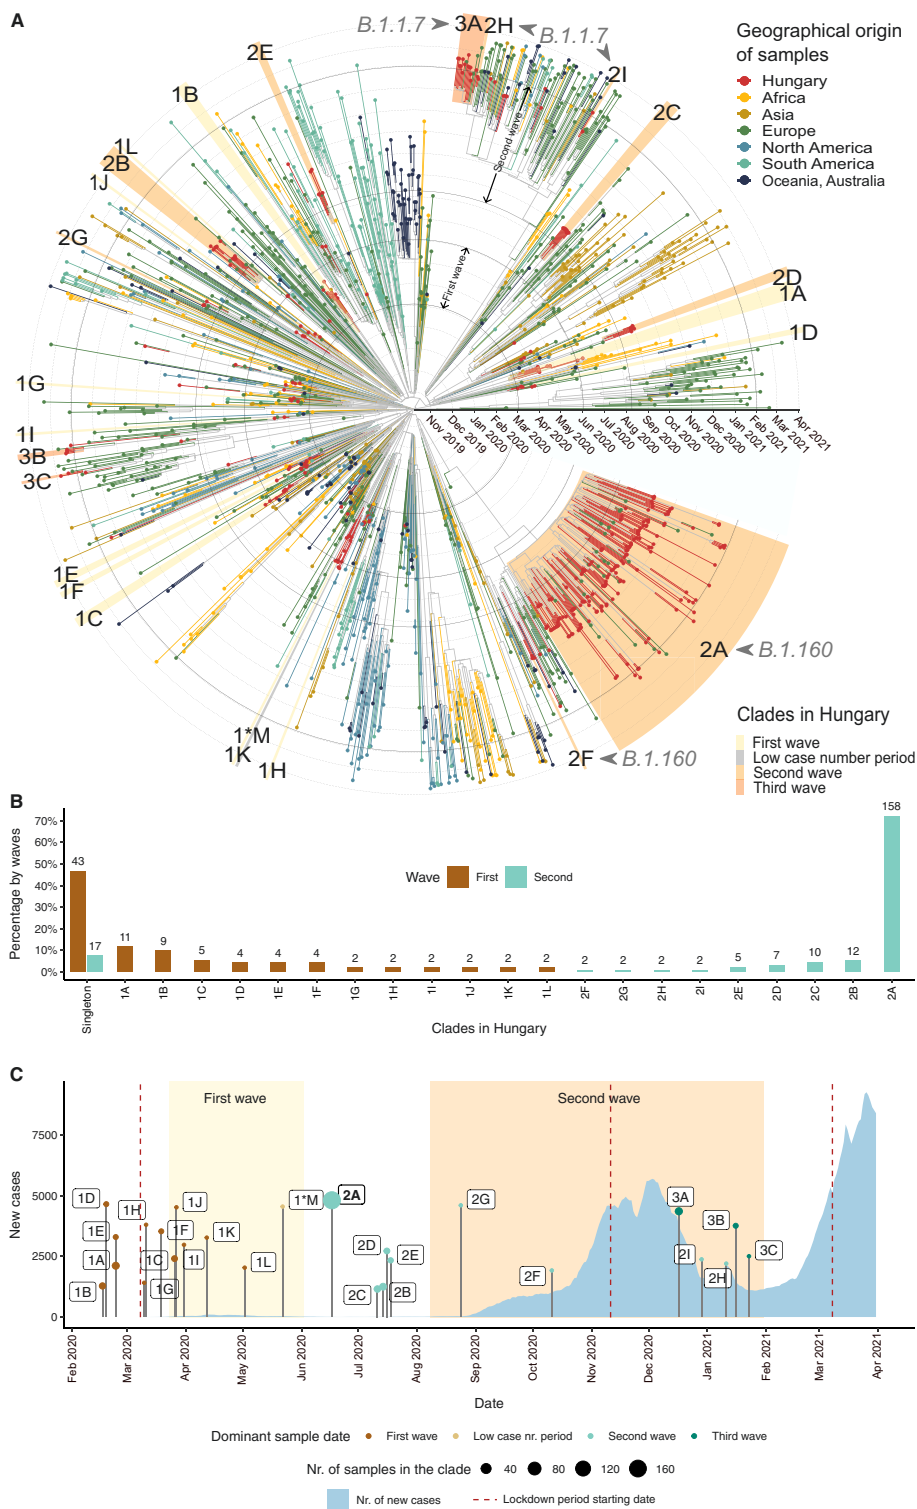 A
B.1.1.7
3A
2H
B.1.1.7
2E
2I
1B
2C
1L
2B
1J
2G
Second wave
First wave
Geographical origin
of samples
Hungary
Africa
Asia
Europe
North America
South America
Oceania, Australia
2D
1A
1D
1G
1I
3B
3C
Nov 2019
Dec 2019
Jan 2020
Feb 2020
Mar 2020
Apr 2020
May 2020
Jun 2020
Jul 2020
Aug 2020
Sep 2020
Oct 2020
Nov 2020
Dec 2020
Jan 2021
Feb 2021
Mar 2021
Apr 2021
1E
1F
1C
2A
B.1.160
1*M
1K
1H
2F
B.1.160
Clades in Hungary
First wave
Low case number period
Second wave
Third wave
B
Percentage by waves
70%
60%
50%
40%
30%
20%
10%
0%
43
17
11
9
5
4
4
4
2
2
2
2
2
2
2
2
2
2
5
7
10
12
158
Wave
First
Second
Singleton
1A
1B
1C
1D
1E
1F
1G
1H
1I
1J
1K
1L
2F
2G
2H
2I
2E
2D
2C
2B
2A
Clades in Hungary
C
New cases
7500
5000
2500
0
First wave
Second wave
1D
1H
1J
1*M
2A
2G
3A
3B
1E
1F
1K
2D
2E
2I
3C
1A
1C
1I
1L
2F
2H
1B
1G
2C
2B
Feb 2020
Mar 2020
Apr 2020
May 2020
Jun 2020
Jul 2020
Aug 2020
Sep 2020
Oct 2020
Nov 2020
Dec 2020
Jan 2021
Feb 2021
Mar 2021
Apr 2021
Date
Dominant sample date
First wave
Low case nr. period
Second wave
Third wave
Nr. of samples in the clade
40
80
120
160
Nr. of new cases
Lockdown period starting date